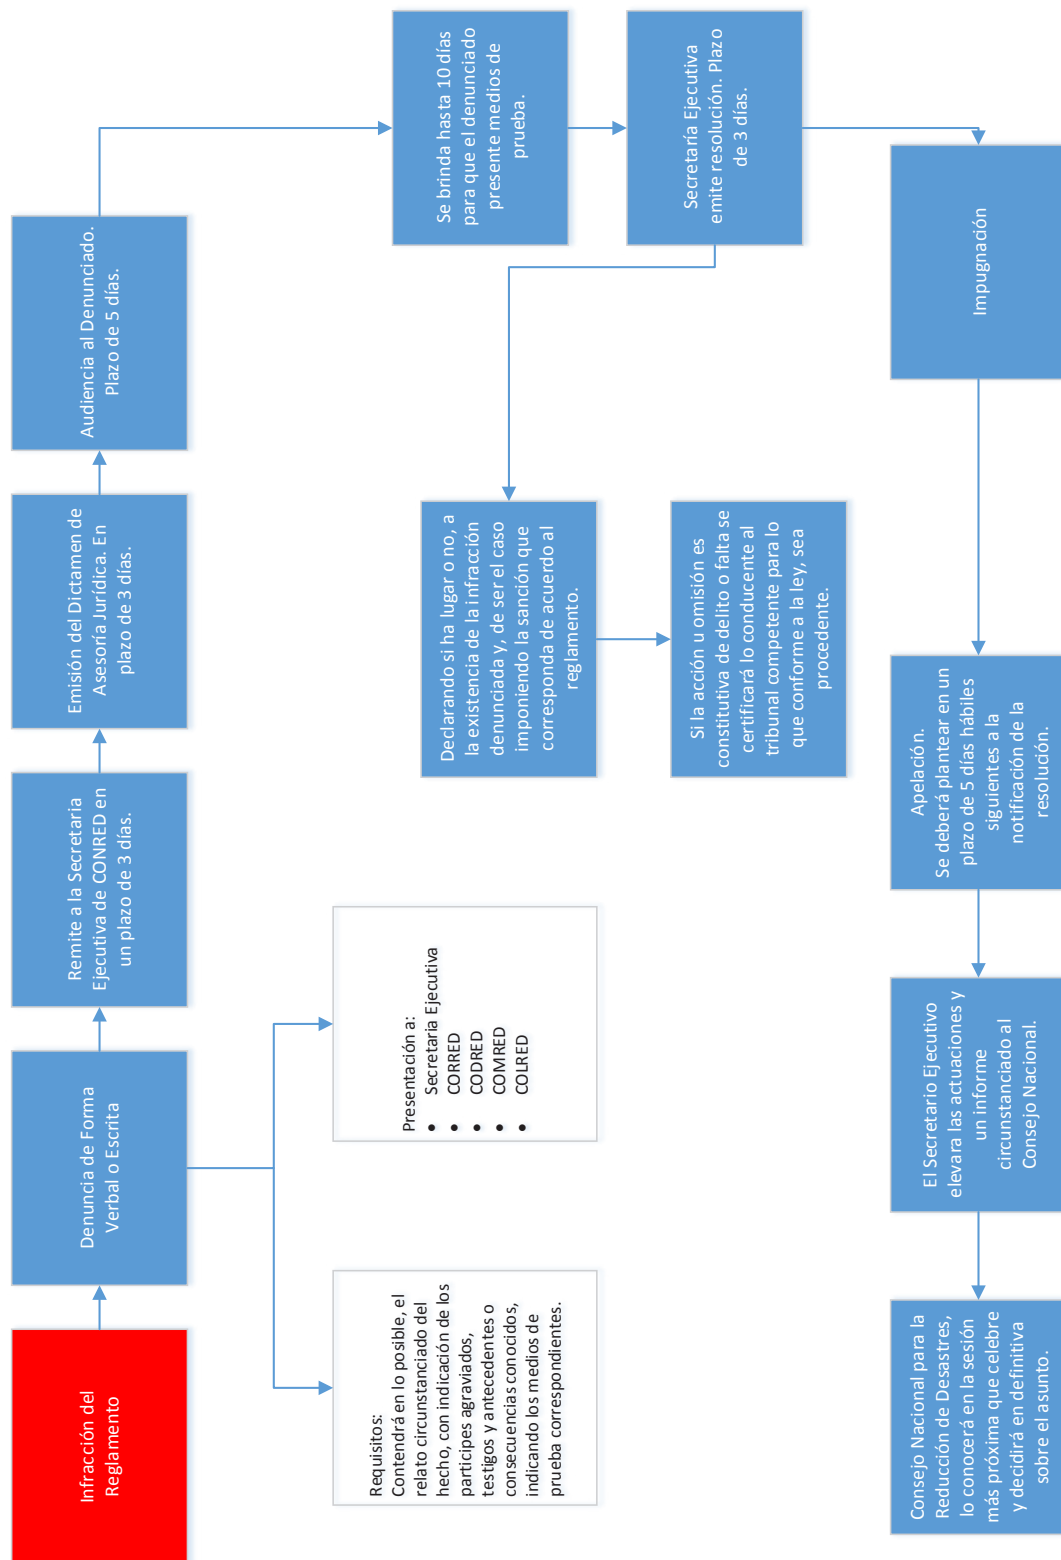 Infracción del
Reglamento
Denuncia de Forma
Verbal o Escrita
Remite a la Secretaria
Ejecutiva de CONRED en
un plazo de 3 días.
Emisión del Dictamen de
Asesoría Jurídica. En
plazo de 3 días.
Audiencia al Denunciado.
Plazo de 5 días.
Requisitos:
Contendrá en lo posible, el
relato circunstanciado del
hecho, con indicación de los
participes agraviados,
testigos y antecedentes o
consecuencias conocidos,
indicando los medios de
prueba correspondientes.
Presentación a:
• Secretaria Ejecutiva
• CORRED
• CODRED
• COMRED
• COLRED
Se brinda hasta 10 días
para que el denunciado
presente medios de
prueba.
Secretaría Ejecutiva
emite resolución. Plazo
de 3 días.
Declarando si ha lugar o no, a
la existencia de la infracción
denunciada y, de ser el caso
imponiendo la sanción que
corresponda de acuerdo al
reglamento.
Si la acción u omisión es
constitutiva de delito o falta se
certificará lo conducente al
tribunal competente para lo
que conforme a la ley, sea
procedente.
Impugnación
Apelación.
Se deberá plantear en un
plazo de 5 días hábiles
siguientes a la
notificación de la
resolución.
El Secretario Ejecutivo
elevara las actuaciones y
un informe
circunstanciado al
Consejo Nacional.
Consejo Nacional para la
Reducción de Desastres,
lo conocerá en la sesión
más próxima que celebre
y decidirá en definitiva
sobre el asunto.